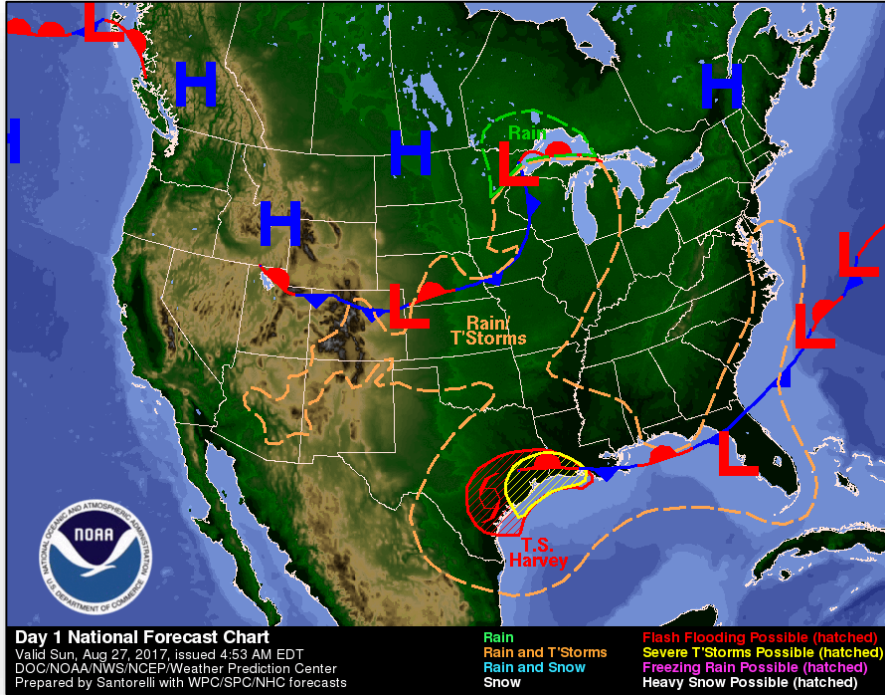 L
H
H
H
Rain
H
L
H
L
L
L
Rain/
T'Storms
L
T.S.
Harvey
NATIONAL OCEANIC AND ATMOSPHERIC ADMINISTRATION
NOAA
U.S. DEPARTMENT OF COMMERCE
Day 1 National Forecast Chart
Valid Sun, Aug 27, 2017, issued 4:53 AM EDT
DOC/NOAA/NWS/NCEP/Weather Prediction Center
Prepared by Santorelli with WPC/SPC/NHC forecasts
Rain
Rain and T'Storms
Rain and Snow
Snow
Flash Flooding Possible (hatched)
Severe T'Storms Possible (hatched)
Freezing Rain Possible (hatched)
Heavy Snow Possible (hatched)